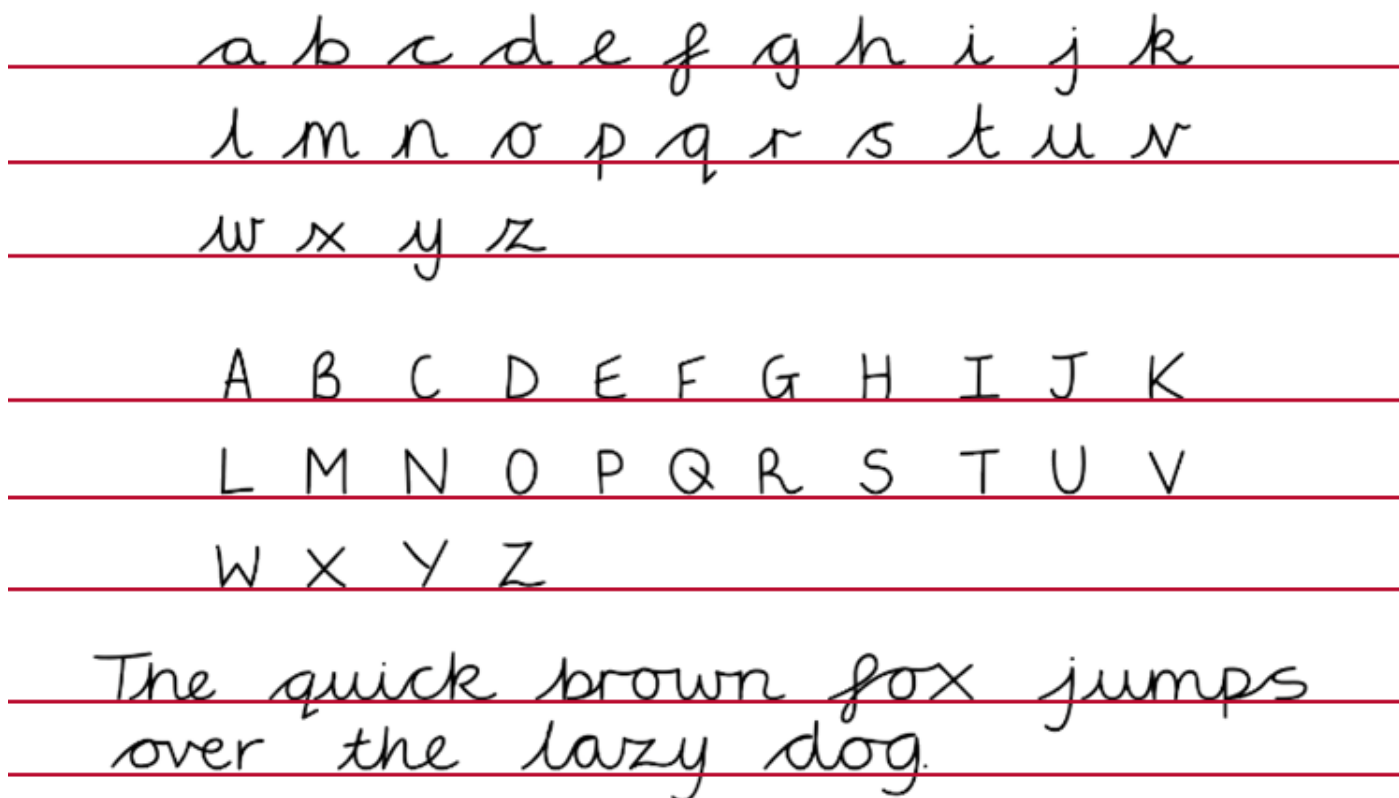 a b c d e f g h i j k
l m n o p q r s t u v
w x y z
A B C D E F G H I J K
L M N O P Q R S T U V
W X Y Z
The quick brown fox jumps
over the lazy dog.